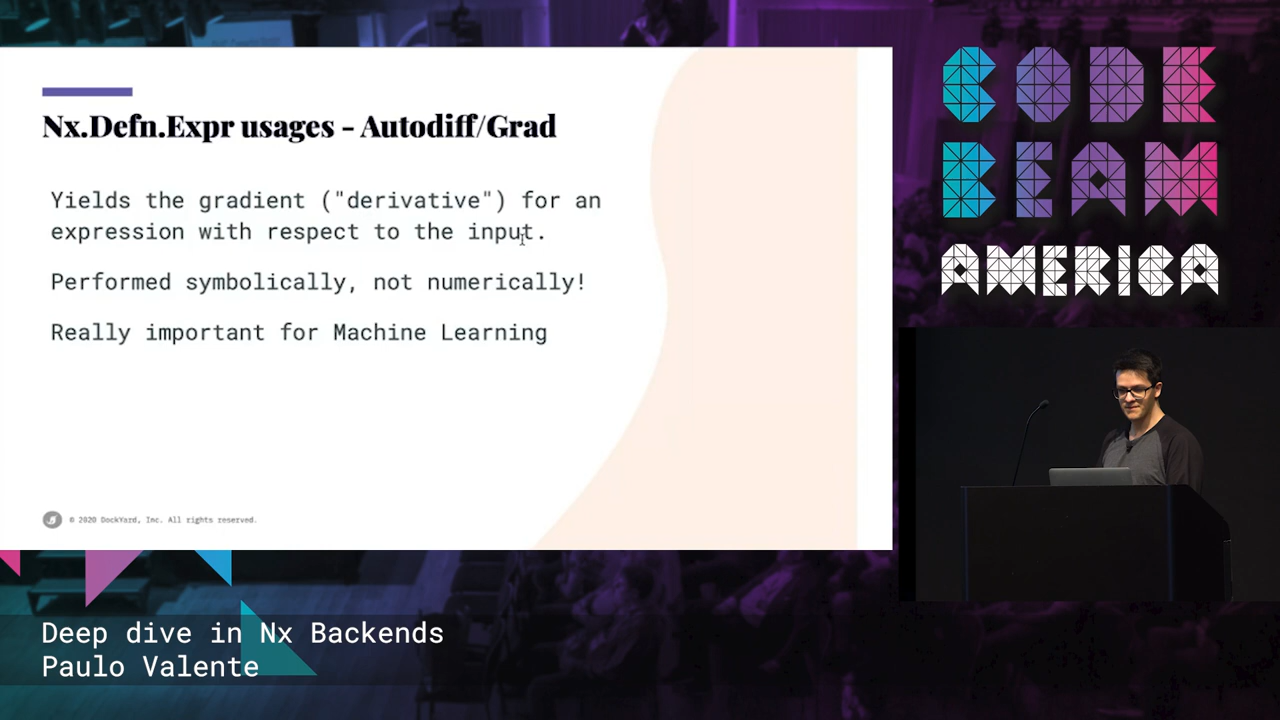 Nx.Defn.Expr usages - Autodiff/Grad
Yields the gradient ("derivative") for an
expression with respect to the input.
Performed symbolically, not numerically!
Really important for Machine Learning
© 2020 DockYard, Inc. All rights reserved.
CODE
BEAM
AMERICA
Deep dive in Nx Backends
Paulo Valente